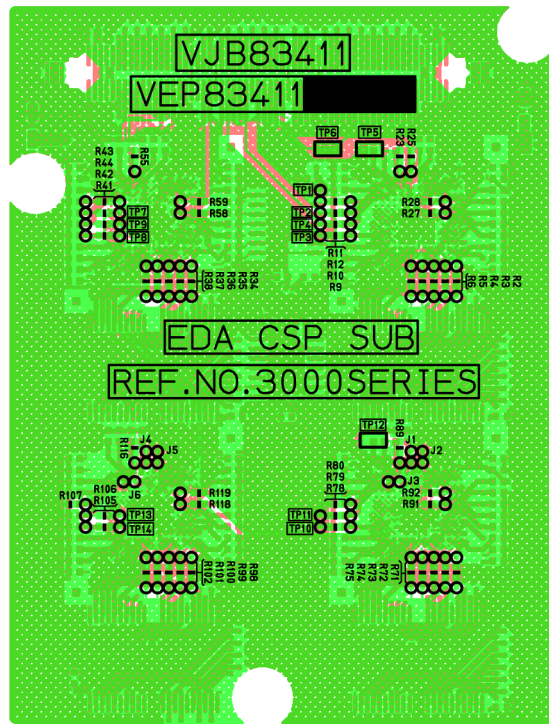 VJB83411
VEP83411
TP6 TP5
R23
R25
R43
R44
R42
R41
R55
TP1
R59
R58
TP7
TP9
TP8
TP2
TP4
TP3
R28
R27
R11
R12
R10
R9
R38
R37
R36
R35
R34
R6
R5
R4
R3
R2
EDA CSP SUB
REF.NO.3000SERIES
TP12
R89
J4
J5
R116
J1
J2
J6
J3
R80
R79
R78
R107
R106
R105
R119
R118
R92
R91
TP13
TP14
TP11
TP10
R102
R101
R100
R99
R98
R75
R74
R73
R72
R71